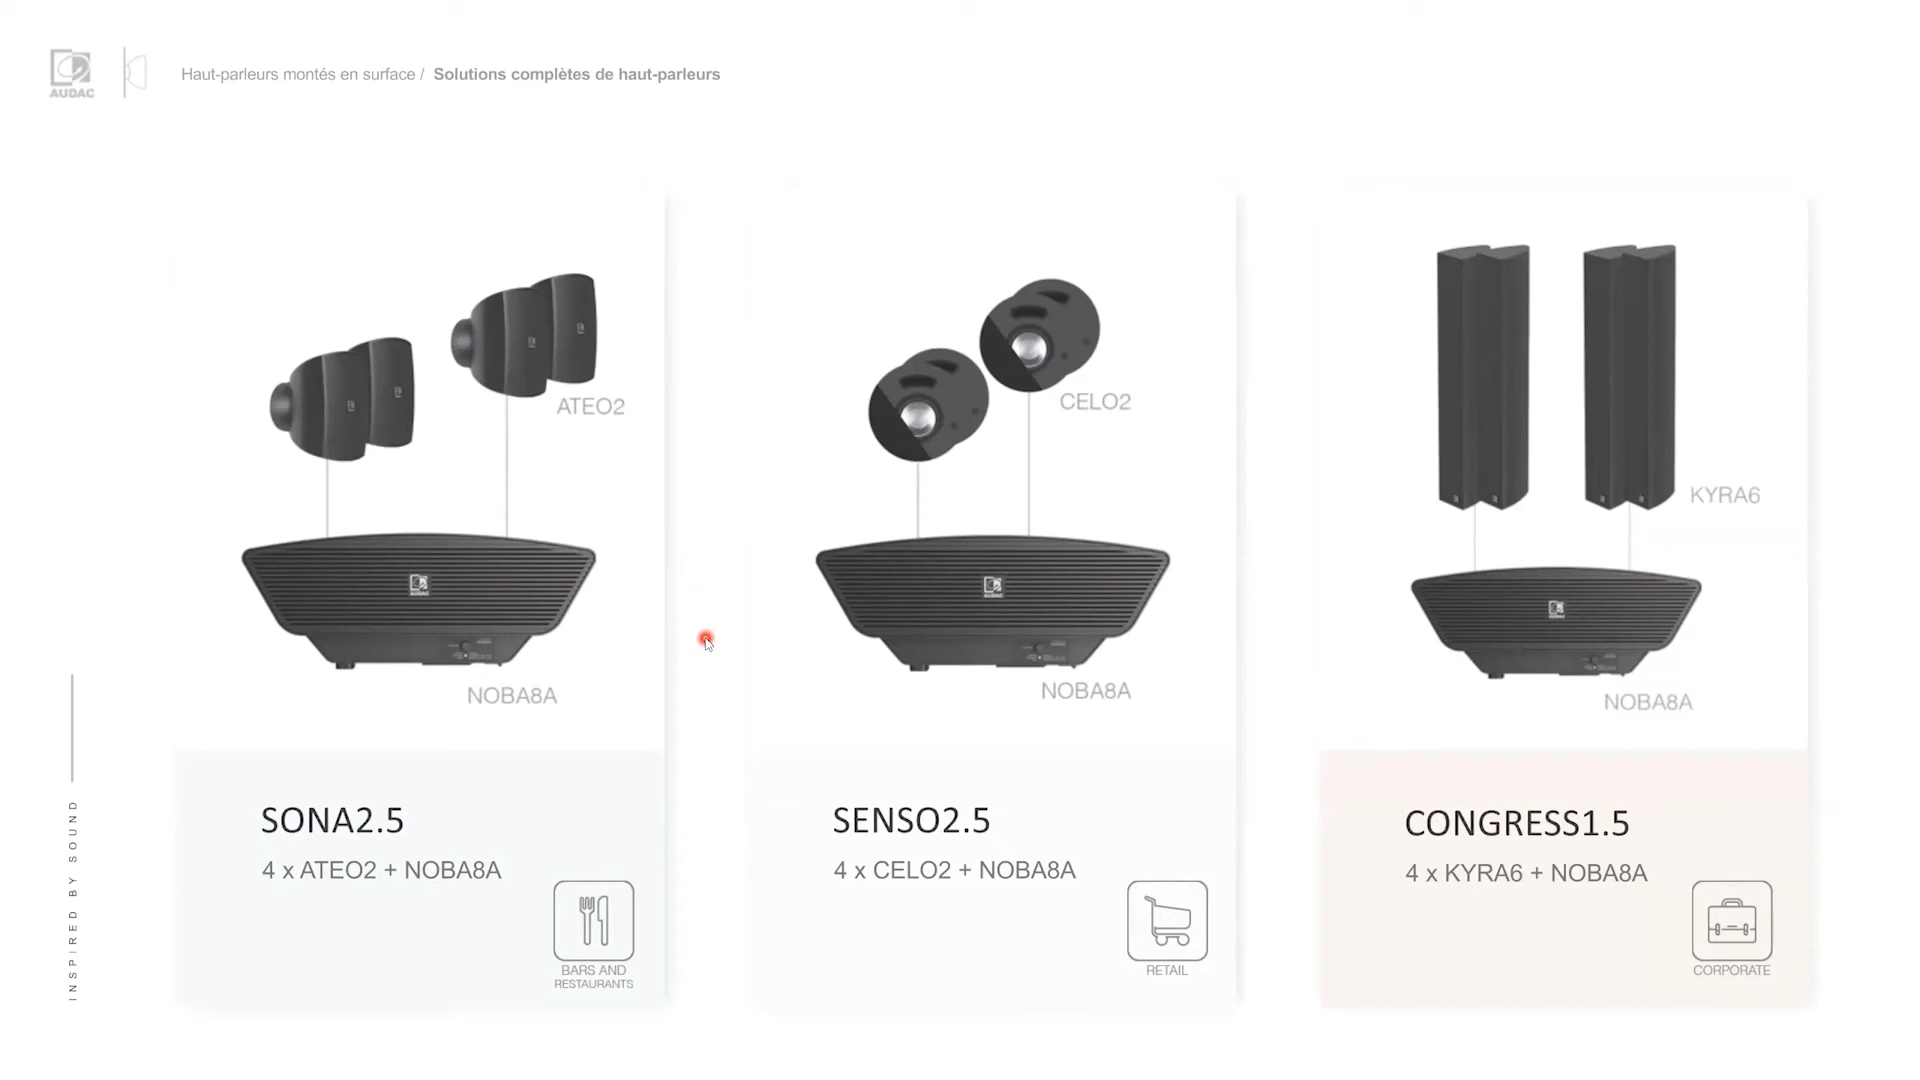 AUDAC
Haut-parleurs montés en surface / Solutions complètes de haut-parleurs
ATEO2
NOBA8A
CELO2
NOBA8A
KYRA6
NOBA8A
SONA2.5
4 x ATEO2 + NOBA8A
BARS AND
RESTAURANTS
SENSO2.5
4 x CELO2 + NOBA8A
RETAIL
CONGRESS1.5
4 x KYRA6 + NOBA8A
CORPORATE
INSPIRED BY SOUND